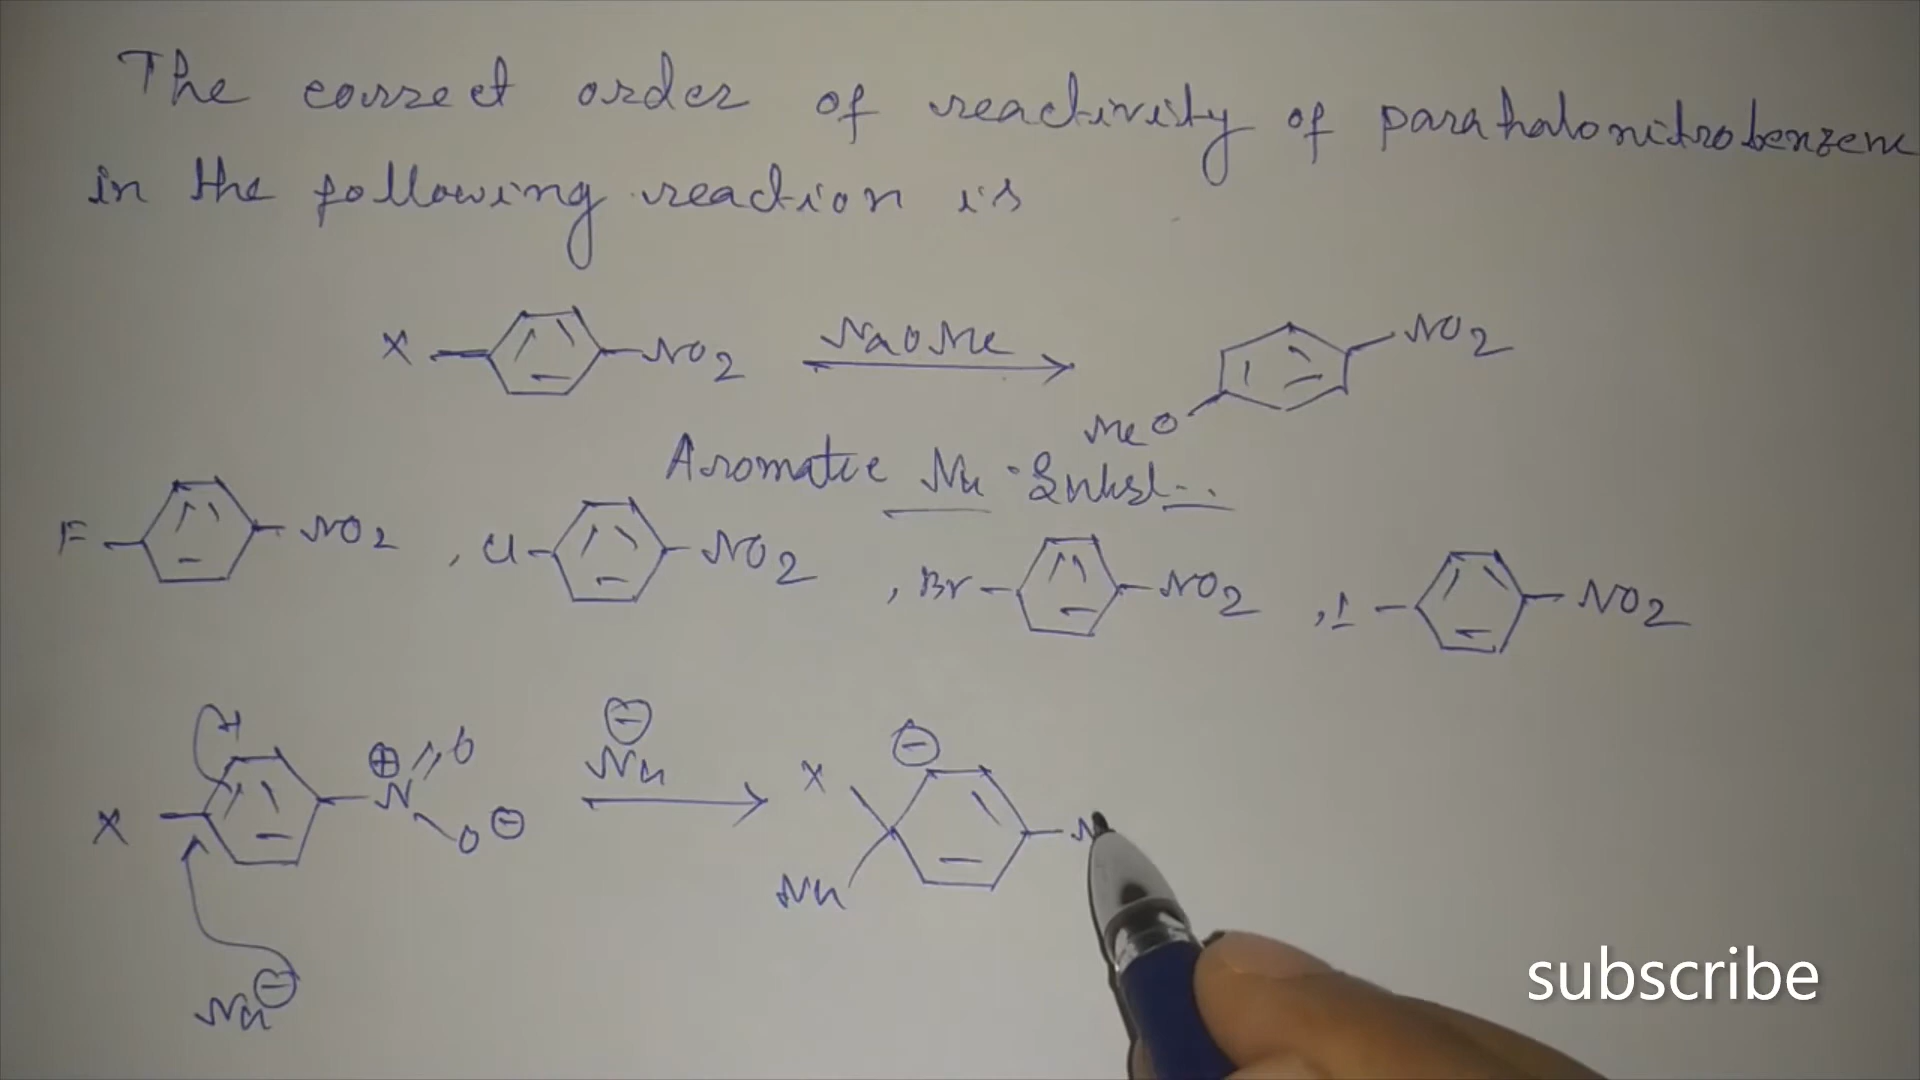 The correct order of reactivity of parahalonitrobenzene
in the following reaction is
X NO2 NaOMe NO2
MeO
Aromatic Nu Subst...
F NO2 , Cl NO2 , Br NO2 , I NO2
X ⊕ N O O ⊖ ⊖ Nu X ⊖ N
Nu
Nu ⊖
subscribe